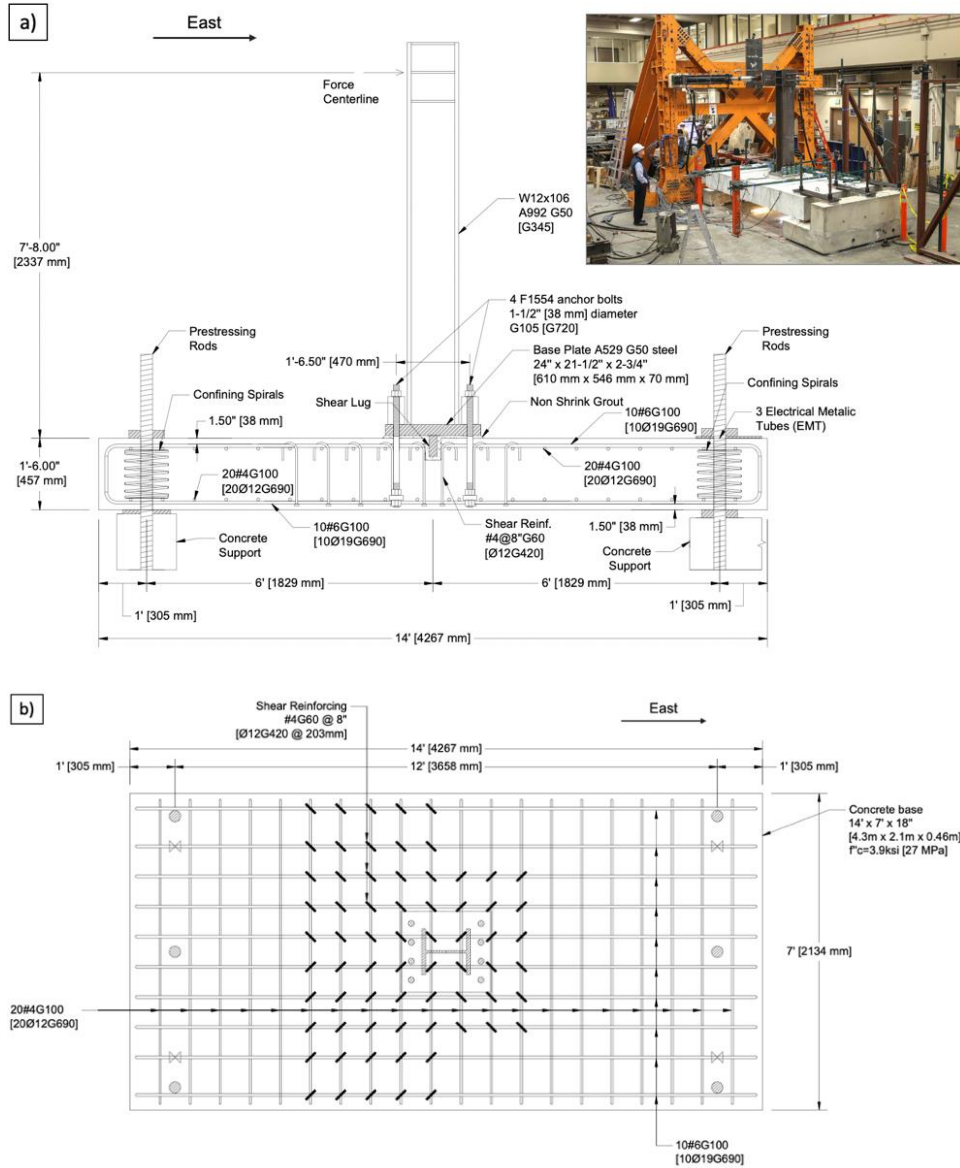 a)
East
Force
Centerline
W12x106
A992 G50
[G345]
7'-8.00"
[2337 mm]
4 F1554 anchor bolts
1-1/2" [38 mm] diameter
G105 [G720]
Prestressing
Rods
1'-6.50" [470 mm]
Base Plate A529 G50 steel
24" x 21-1/2" x 2-3/4"
[610 mm x 546 mm x 70 mm]
Prestressing
Rods
Confining Spirals
Shear Lug
Non Shrink Grout
Confining Spirals
1.50" [38 mm]
10#6G100
[10Ø19G690]
3 Electrical Metalic
Tubes (EMT)
1'-6.00"
[457 mm]
20#4G100
[20Ø12G690]
20#4G100
[20Ø12G690]
10#6G100
[10Ø19G690]
Shear Reinf.
#4@8"G60
[Ø12G420]
1.50" [38 mm]
Concrete
Support
Concrete
Support
6' [1829 mm]
6' [1829 mm]
1' [305 mm]
1' [305 mm]
14' [4267 mm]
b)
Shear Reinforcing
#4G60 @ 8"
[Ø12G420 @ 203mm]
East
14' [4267 mm]
1' [305 mm]
12' [3658 mm]
1' [305 mm]
Concrete base
14' x 7' x 18"
[4.3m x 2.1m x 0.46m]
f"c=3.9ksi [27 MPa]
7' [2134 mm]
20#4G100
[20Ø12G690]
10#6G100
[10Ø19G690]